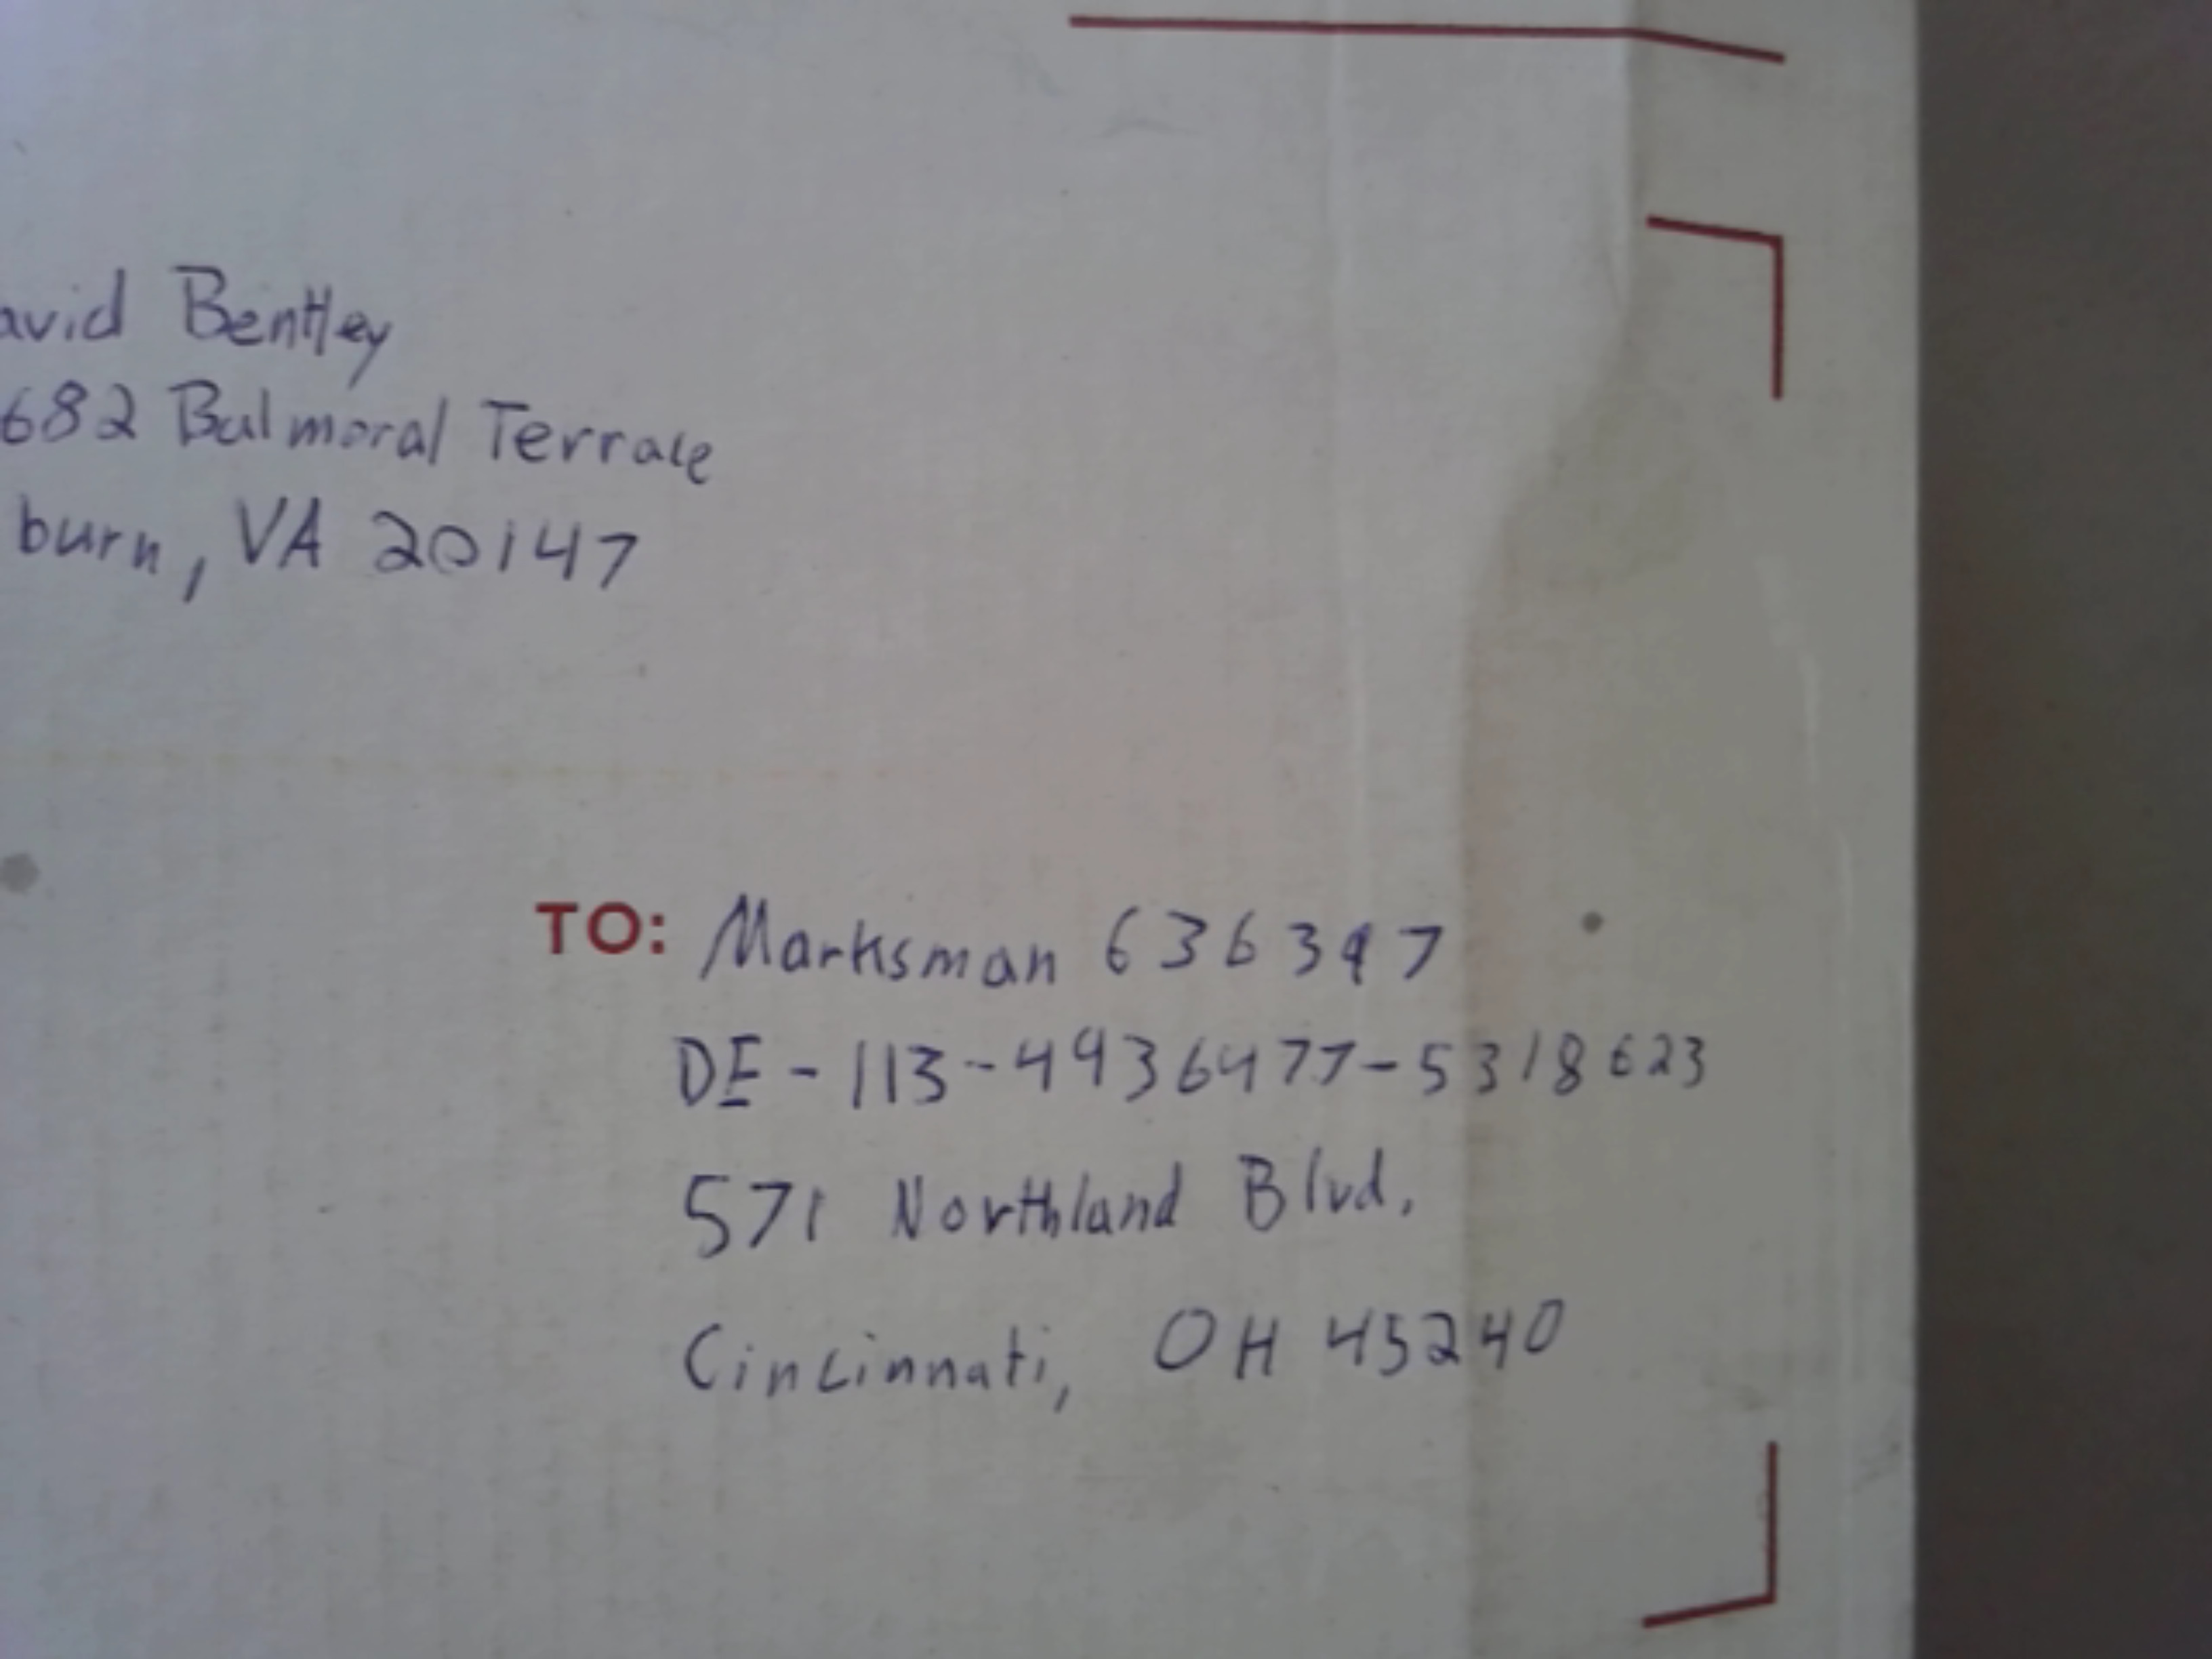 avid Bentley
682 Balmoral Terrace
burn, VA 20147
TO: Marksman 636397
DE-113-4936477-5318623
571 Northland Blvd.
Cincinnati, OH 45240